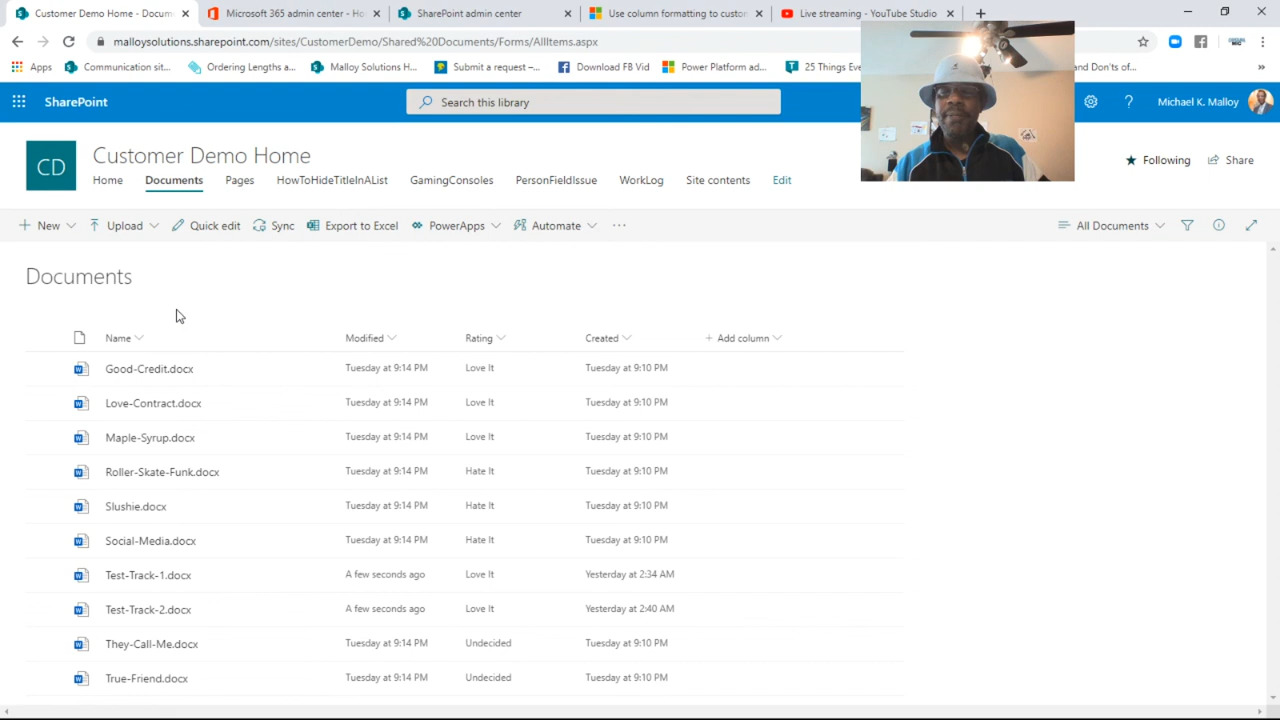 Customer Demo Home - Docum
Microsoft 365 admin center - Ho
SharePoint admin center
Use column formatting to custo
Live streaming - YouTube Studio
malloysolutions.sharepoint.com/sites/CustomerDemo/Shared%20Documents/Forms/AllItems.aspx
Apps
Communication sit...
Ordering Lengths a...
Malloy Solutions H...
Submit a request –...
Download FB Vid
Power Platform ad...
25 Things Eve
and Don'ts of...
SharePoint
Search this library
Michael K. Malloy
CD
Customer Demo Home
Following
Share
Home
Documents
Pages
HowToHideTitleInAList
GamingConsoles
PersonFieldIssue
WorkLog
Site contents
Edit
New
Upload
Quick edit
Sync
Export to Excel
PowerApps
Automate
All Documents
Documents
Name Modified Rating Created + Add column
Good-Credit.docx Tuesday at 9:14 PM Love It Tuesday at 9:10 PM
Love-Contract.docx Tuesday at 9:14 PM Love It Tuesday at 9:10 PM
Maple-Syrup.docx Tuesday at 9:14 PM Love It Tuesday at 9:10 PM
Roller-Skate-Funk.docx Tuesday at 9:14 PM Hate It Tuesday at 9:10 PM
Slushie.docx Tuesday at 9:14 PM Hate It Tuesday at 9:10 PM
Social-Media.docx Tuesday at 9:14 PM Hate It Tuesday at 9:10 PM
Test-Track-1.docx A few seconds ago Love It Yesterday at 2:34 AM
Test-Track-2.docx A few seconds ago Love It Yesterday at 2:40 AM
They-Call-Me.docx Tuesday at 9:14 PM Undecided Tuesday at 9:10 PM
True-Friend.docx Tuesday at 9:14 PM Undecided Tuesday at 9:10 PM